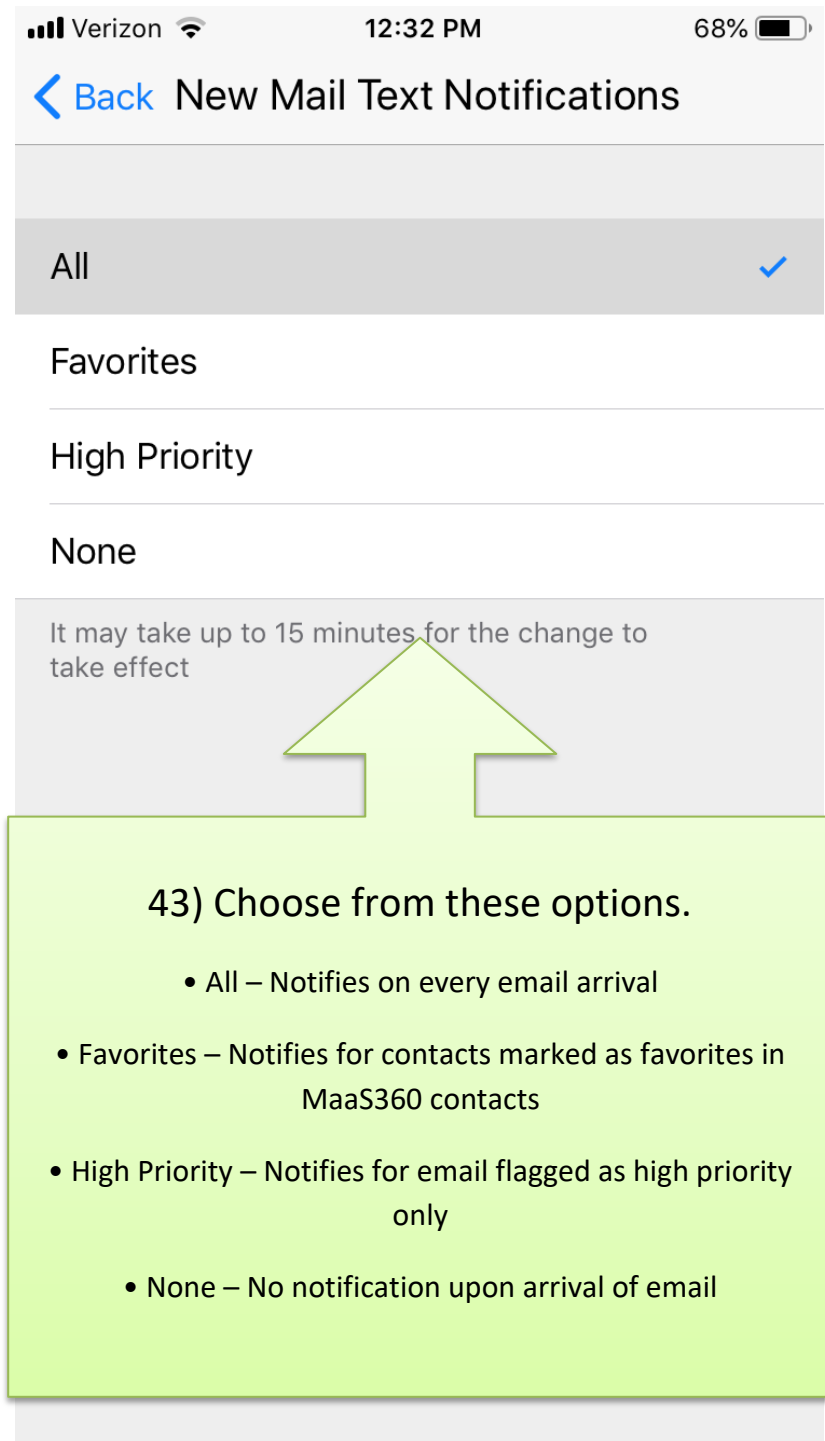 Verizon 12:32 PM 68%
Back New Mail Text Notifications
All
Favorites
High Priority
None
It may take up to 15 minutes for the change to
take effect
43) Choose from these options.
• All – Notifies on every email arrival
• Favorites – Notifies for contacts marked as favorites in
MaaS360 contacts
• High Priority – Notifies for email flagged as high priority
only
• None – No notification upon arrival of email